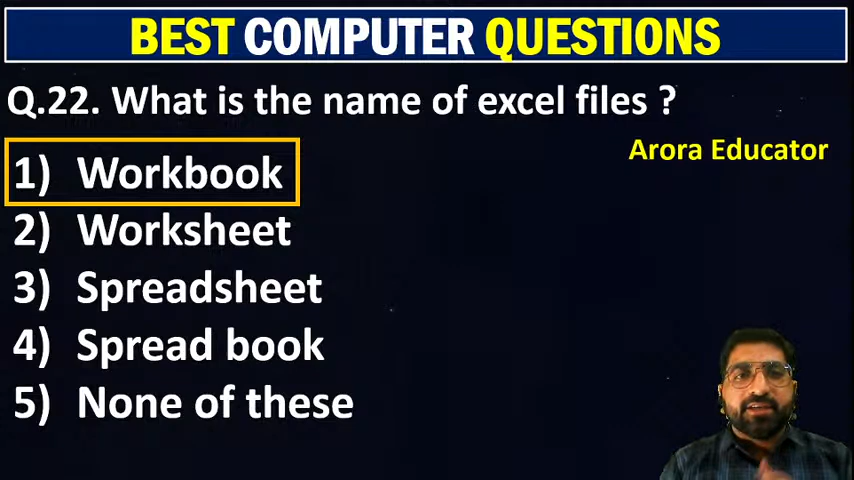 BEST COMPUTER QUESTIONS
Q.22. What is the name of excel files ?
Arora Educator
1) Workbook
2) Worksheet
3) Spreadsheet
4) Spread book
5) None of these